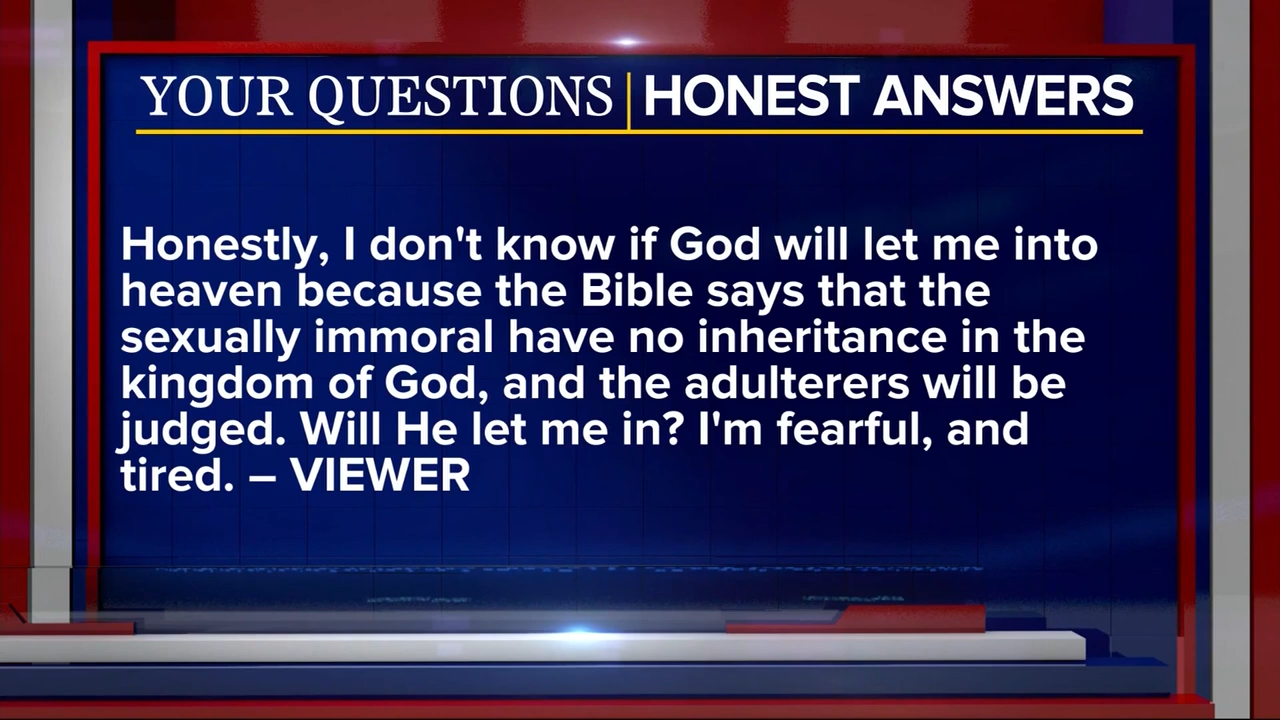 YOUR QUESTIONS | HONEST ANSWERS
Honestly, I don't know if God will let me into
heaven because the Bible says that the
sexually immoral have no inheritance in the
kingdom of God, and the adulterers will be
judged. Will He let me in? I'm fearful, and
tired. – VIEWER